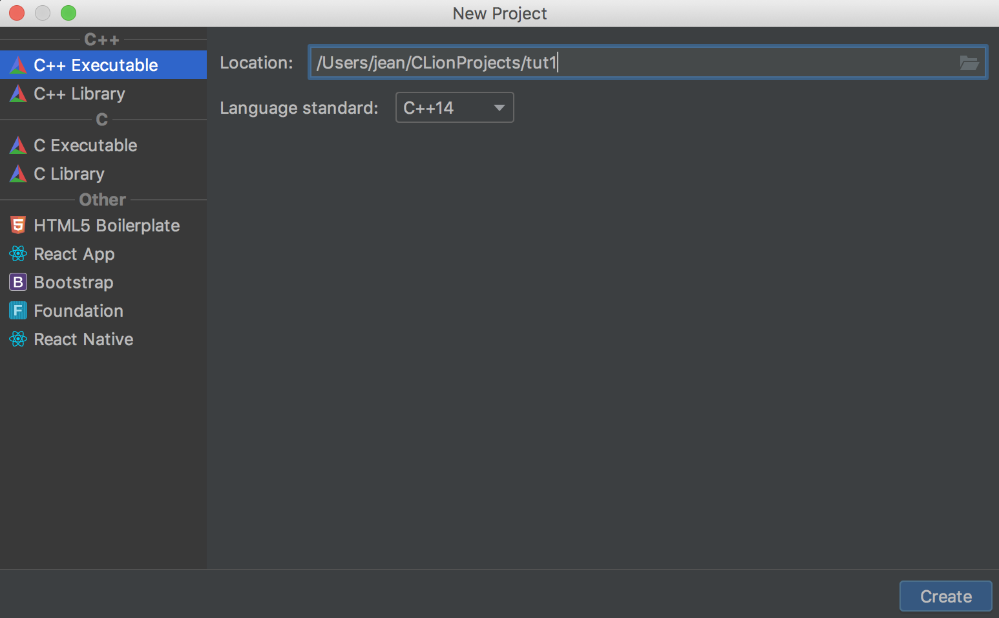 New Project
C++
C++ Executable
C++ Library
C
C Executable
C Library
Other
HTML5 Boilerplate
React App
B Bootstrap
F Foundation
React Native
Location: /Users/jean/CLionProjects/tut1
Language standard: C++14
Create